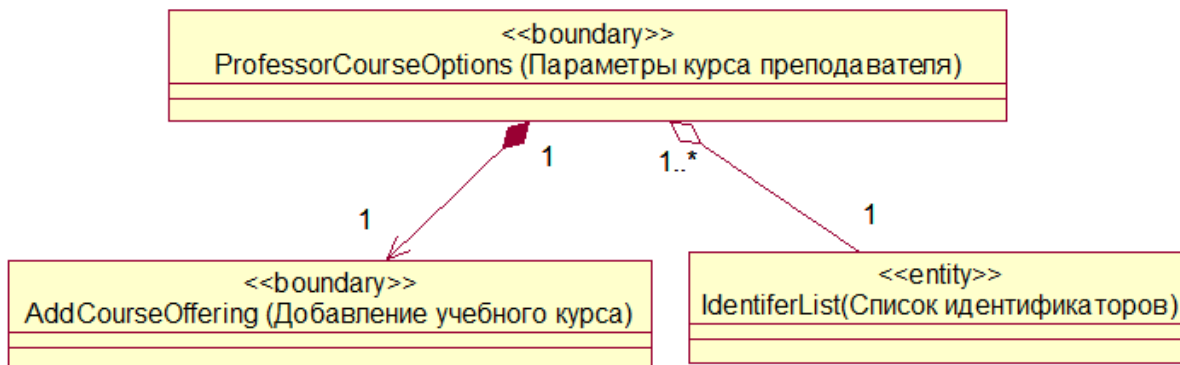 <<boundary>>
ProfessorCourseOptions (Параметры курса преподавателя)
1
1..*
1
1
<<boundary>>
AddCourseOffering (Добавление учебного курса)
<<entity>>
IdentiferList(Список идентификаторов)